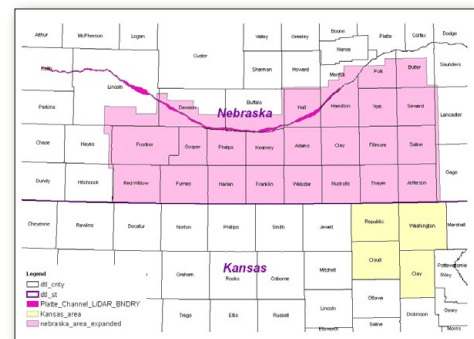 Arthur McPherson Logan Custer Valley Greeley Boone Platte Colfax Dodge
Nance
Keith Lincoln Sherman Howard Merrick Polk Butler Saunders
Perkins Dawson Buffalo Hall Hamilton York Seward Lancaster
Nebraska
Chase Hayes Frontier Gosper Phelps Kearney Adams Clay Fillmore Saline
Gage
Dundy Hitchcock Red Willow Furnas Harlan Franklin Webster Nuckolls Thayer Jefferson
Cheyenne Rawlins Decatur Norton Phillips Smith Jewell Republic Washington Marshall
Kansas
Cloud Clay
Graham Rooks Osborne Mitchell Pottawatomie
Riley
Ottawa
Trego Ellis Russell Lincoln Saline Dickinson Geary
Ellsworth Morris
Legend
dtl_cnty
dtl_st
Platte_Channel_LiDAR_BNDRY
Kansas_area
nebraska_area_expanded